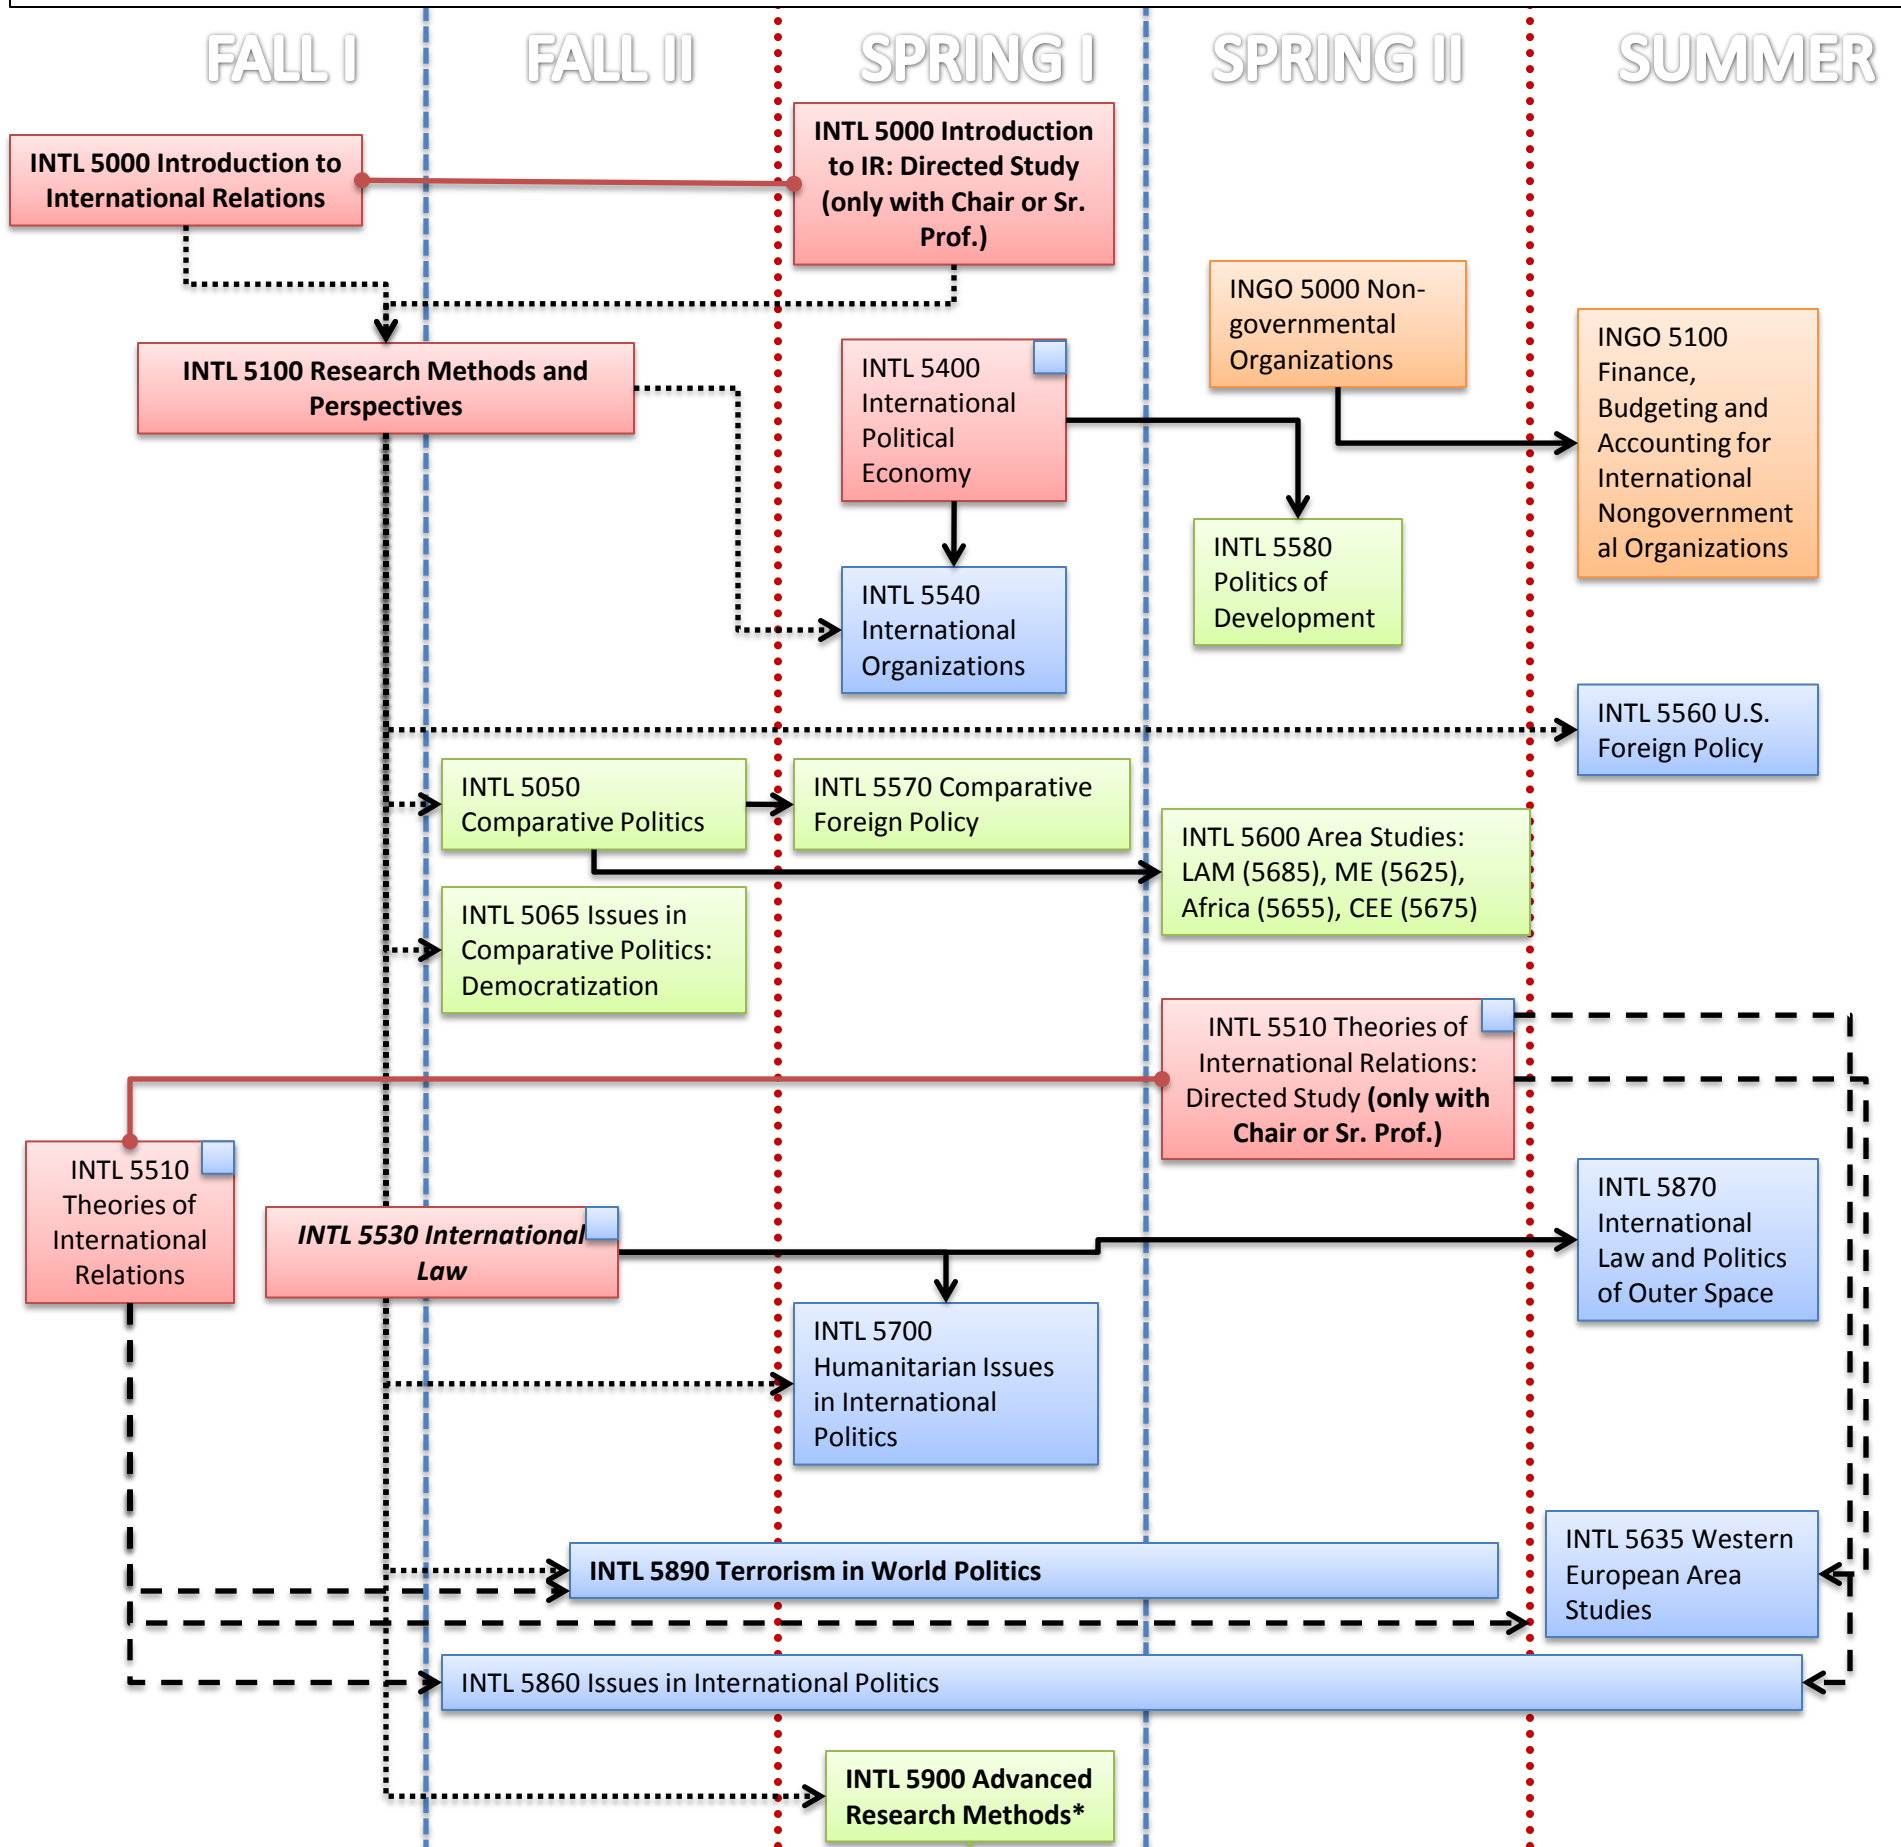 FALL I
FALL II
SPRING I
SPRING II
SUMMER
INTL 5000 Introduction to
International Relations
INTL 5000 Introduction
to IR: Directed Study
(only with Chair or Sr.
Prof.)
INGO 5000 Non-
governmental
Organizations
INGO 5100
Finance,
Budgeting and
Accounting for
International
Nongovernment
al Organizations
INTL 5100 Research Methods and
Perspectives
INTL 5400
International
Political
Economy
INTL 5580
Politics of
Development
INTL 5540
International
Organizations
INTL 5560 U.S.
Foreign Policy
INTL 5050
Comparative Politics
INTL 5570 Comparative
Foreign Policy
INTL 5600 Area Studies:
LAM (5685), ME (5625),
Africa (5655), CEE (5675)
INTL 5065 Issues in
Comparative Politics:
Democratization
INTL 5510 Theories of
International Relations:
Directed Study (only with
Chair or Sr. Prof.)
INTL 5510
Theories of
International
Relations
INTL 5530 International
Law
INTL 5870
International
Law and Politics
of Outer Space
INTL 5700
Humanitarian Issues
in International
Politics
INTL 5890 Terrorism in World Politics
INTL 5635 Western
European Area
Studies
INTL 5860 Issues in International Politics
INTL 5900 Advanced
Research Methods*